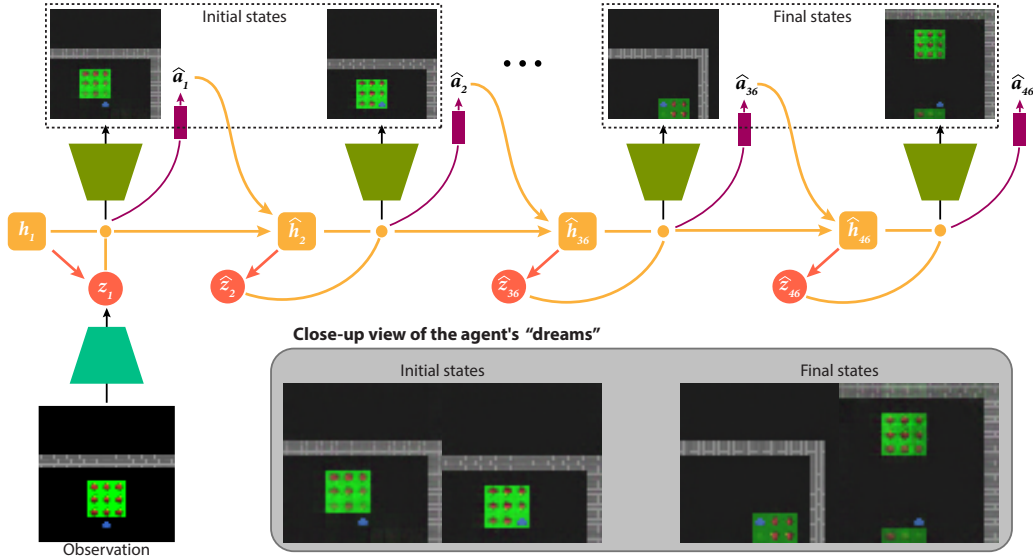 Initial states
Final states
â₁
â₂
...
â₃₆
â₄₆
h₁
ĥ₂
ĥ₃₆
ĥ₄₆
z₁
ẑ₂
ẑ₃₆
ẑ₄₆
Close-up view of the agent's “dreams”
Initial states
Final states
Observation